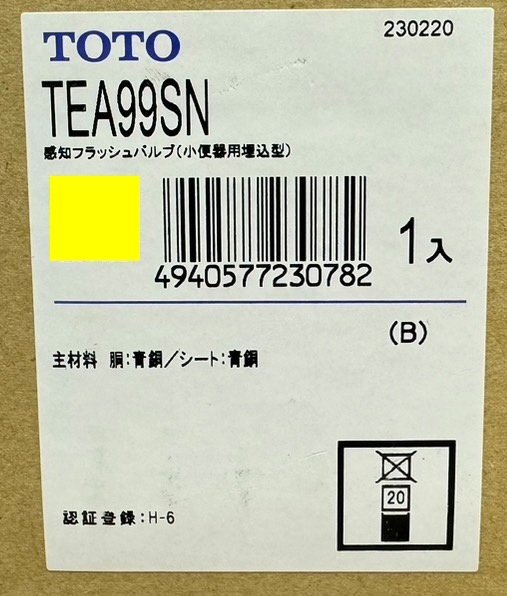 TOTO
230220
TEA99SN
感知フラッシュバルブ(小便器用埋込型)
4940577230782
1入
(B)
主材料 胴:青銅/シート:青銅
20
認証登録:H-6